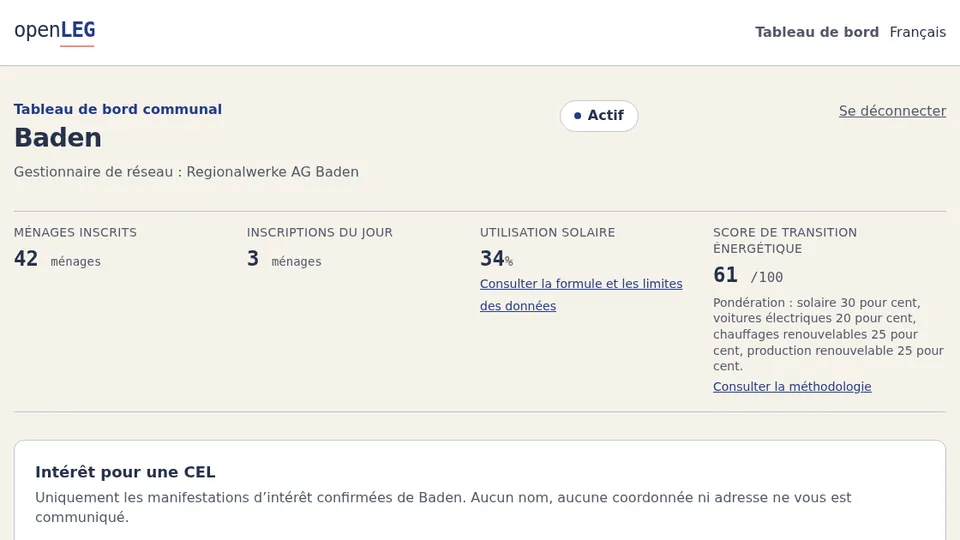 openLEG
Tableau de bord Français
Tableau de bord communal
Baden
Gestionnaire de réseau : Regionalwerke AG Baden
Actif
Se déconnecter
MÉNAGES INSCRITS
42 ménages
INSCRIPTIONS DU JOUR
3 ménages
UTILISATION SOLAIRE
34%
Consulter la formule et les limites
des données
SCORE DE TRANSITION
ÉNERGÉTIQUE
61 /100
Pondération : solaire 30 pour cent,
voitures électriques 20 pour cent,
chauffages renouvelables 25 pour
cent, production renouvelable 25 pour
cent.
Consulter la méthodologie
Intérêt pour une CEL
Uniquement les manifestations d’intérêt confirmées de Baden. Aucun nom, aucune coordonnée ni adresse ne vous est
communiqué.